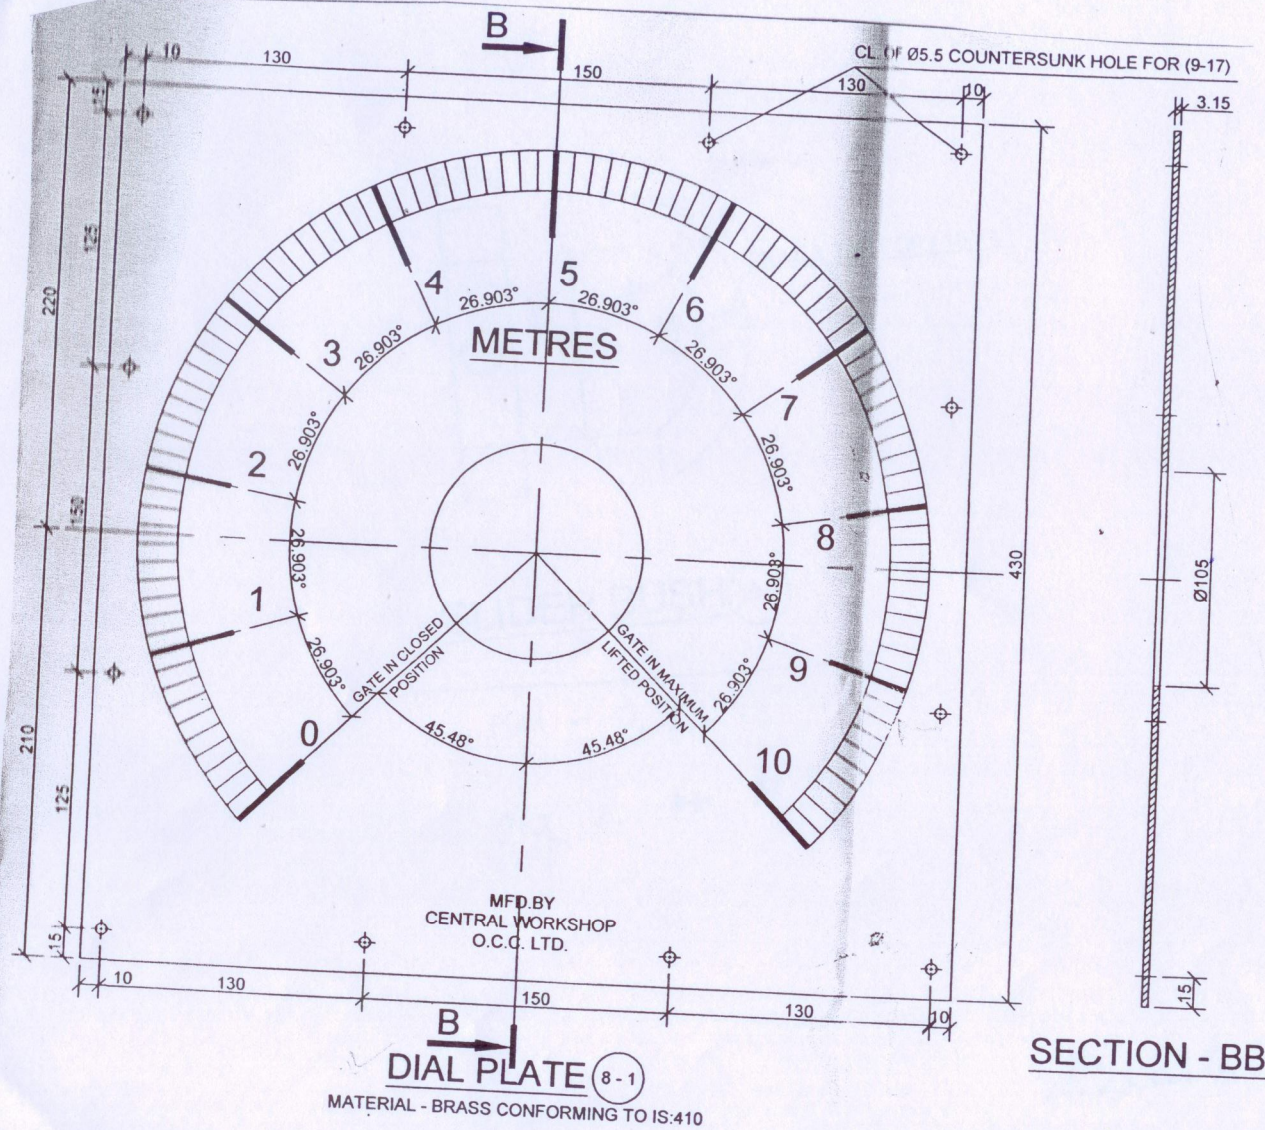 B
CL. OF Ø5.5 COUNTERSUNK HOLE FOR (9-17)
10
130
150
130
10
3.15
15
125
220
150
210
125
15
430
Ø105
15
0
1
2
3
4
5
6
7
8
9
10
26.903°
26.903°
26.903°
26.903°
26.903°
26.903°
26.903°
26.903°
26.903°
26.903°
METRES
GATE IN CLOSED
POSITION
GATE IN MAXIMUM
LIFTED POSITION
45.48°
45.48°
MFD.BY
CENTRAL WORKSHOP
O.C.C. LTD.
10
130
150
130
10
B
DIAL PLATE 8-1
MATERIAL - BRASS CONFORMING TO IS:410
SECTION - BB